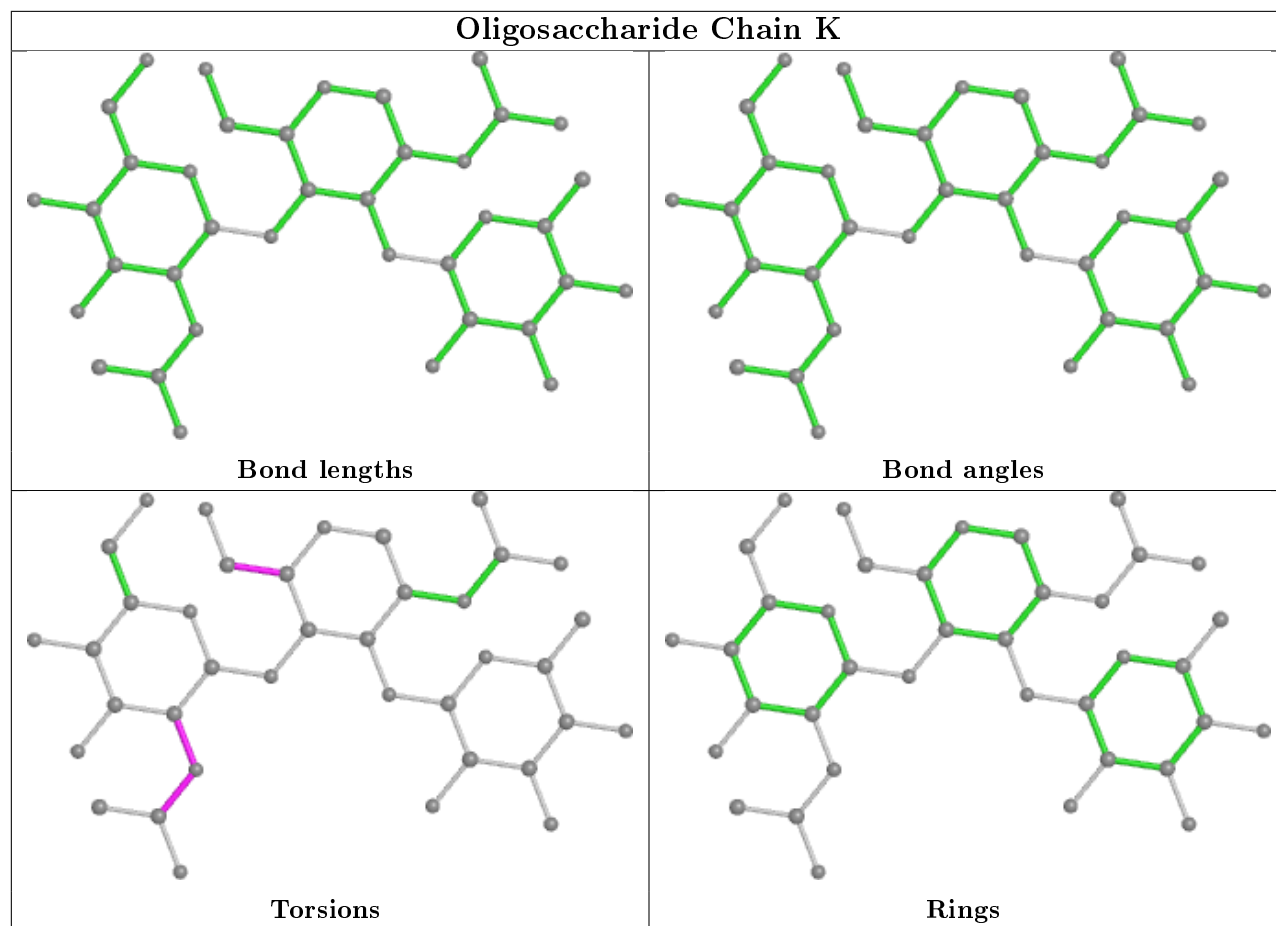 Oligosaccharide Chain K
Bond lengths
Bond angles
Torsions
Rings